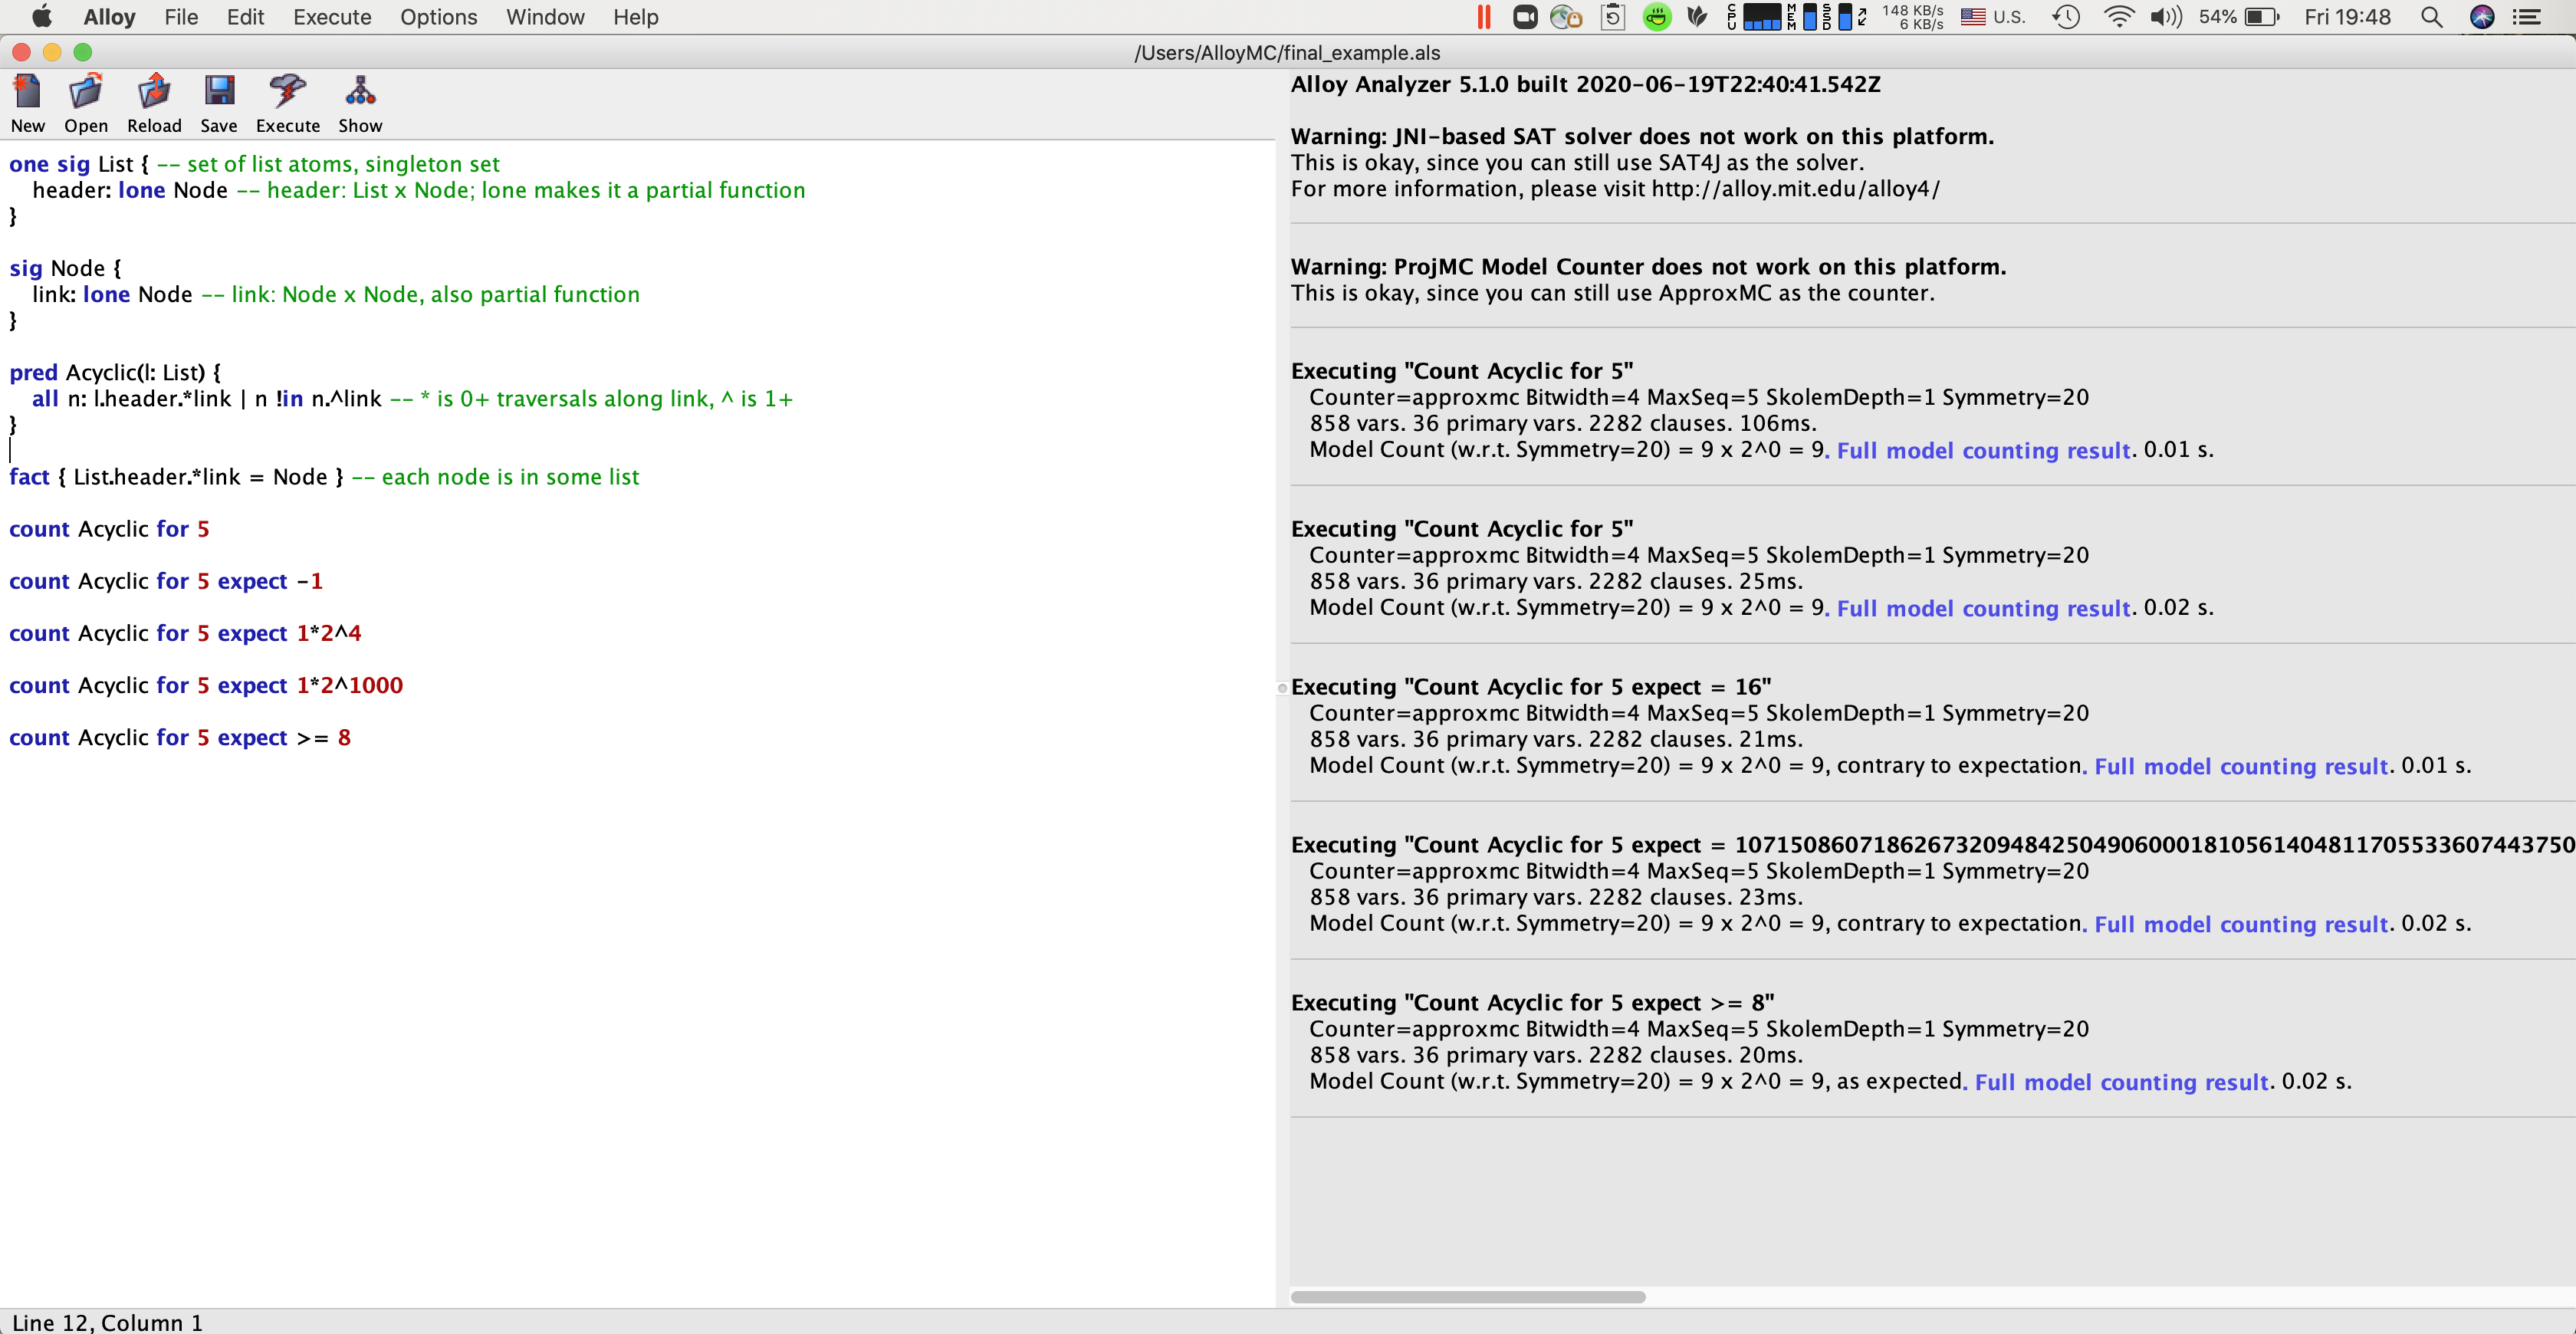 Alloy File Edit Execute Options Window Help
CPU MEM SSD 148 KB/s 6 KB/s U.S. 54% Fri 19:48
/Users/AlloyMC/final_example.als
New Open Reload Save Execute Show
one sig List { -- set of list atoms, singleton set
header: lone Node -- header: List x Node; lone makes it a partial function
}
sig Node {
link: lone Node -- link: Node x Node, also partial function
}
pred Acyclic(l: List) {
all n: l.header.*link | n !in n.^link -- * is 0+ traversals along link, ^ is 1+
}
fact { List.header.*link = Node } -- each node is in some list
count Acyclic for 5
count Acyclic for 5 expect -1
count Acyclic for 5 expect 1*2^4
count Acyclic for 5 expect 1*2^1000
count Acyclic for 5 expect >= 8
Alloy Analyzer 5.1.0 built 2020-06-19T22:40:41.542Z
Warning: JNI-based SAT solver does not work on this platform.
This is okay, since you can still use SAT4J as the solver.
For more information, please visit http://alloy.mit.edu/alloy4/
Warning: ProjMC Model Counter does not work on this platform.
This is okay, since you can still use ApproxMC as the counter.
Executing "Count Acyclic for 5"
Counter=approxmc Bitwidth=4 MaxSeq=5 SkolemDepth=1 Symmetry=20
858 vars. 36 primary vars. 2282 clauses. 106ms.
Model Count (w.r.t. Symmetry=20) = 9 x 2^0 = 9. Full model counting result. 0.01 s.
Executing "Count Acyclic for 5"
Counter=approxmc Bitwidth=4 MaxSeq=5 SkolemDepth=1 Symmetry=20
858 vars. 36 primary vars. 2282 clauses. 25ms.
Model Count (w.r.t. Symmetry=20) = 9 x 2^0 = 9. Full model counting result. 0.02 s.
Executing "Count Acyclic for 5 expect = 16"
Counter=approxmc Bitwidth=4 MaxSeq=5 SkolemDepth=1 Symmetry=20
858 vars. 36 primary vars. 2282 clauses. 21ms.
Model Count (w.r.t. Symmetry=20) = 9 x 2^0 = 9, contrary to expectation. Full model counting result. 0.01 s.
Executing "Count Acyclic for 5 expect = 1071508607186267320948425049060001810561404811705533607443750
Counter=approxmc Bitwidth=4 MaxSeq=5 SkolemDepth=1 Symmetry=20
858 vars. 36 primary vars. 2282 clauses. 23ms.
Model Count (w.r.t. Symmetry=20) = 9 x 2^0 = 9, contrary to expectation. Full model counting result. 0.02 s.
Executing "Count Acyclic for 5 expect >= 8"
Counter=approxmc Bitwidth=4 MaxSeq=5 SkolemDepth=1 Symmetry=20
858 vars. 36 primary vars. 2282 clauses. 20ms.
Model Count (w.r.t. Symmetry=20) = 9 x 2^0 = 9, as expected. Full model counting result. 0.02 s.
Line 12, Column 1